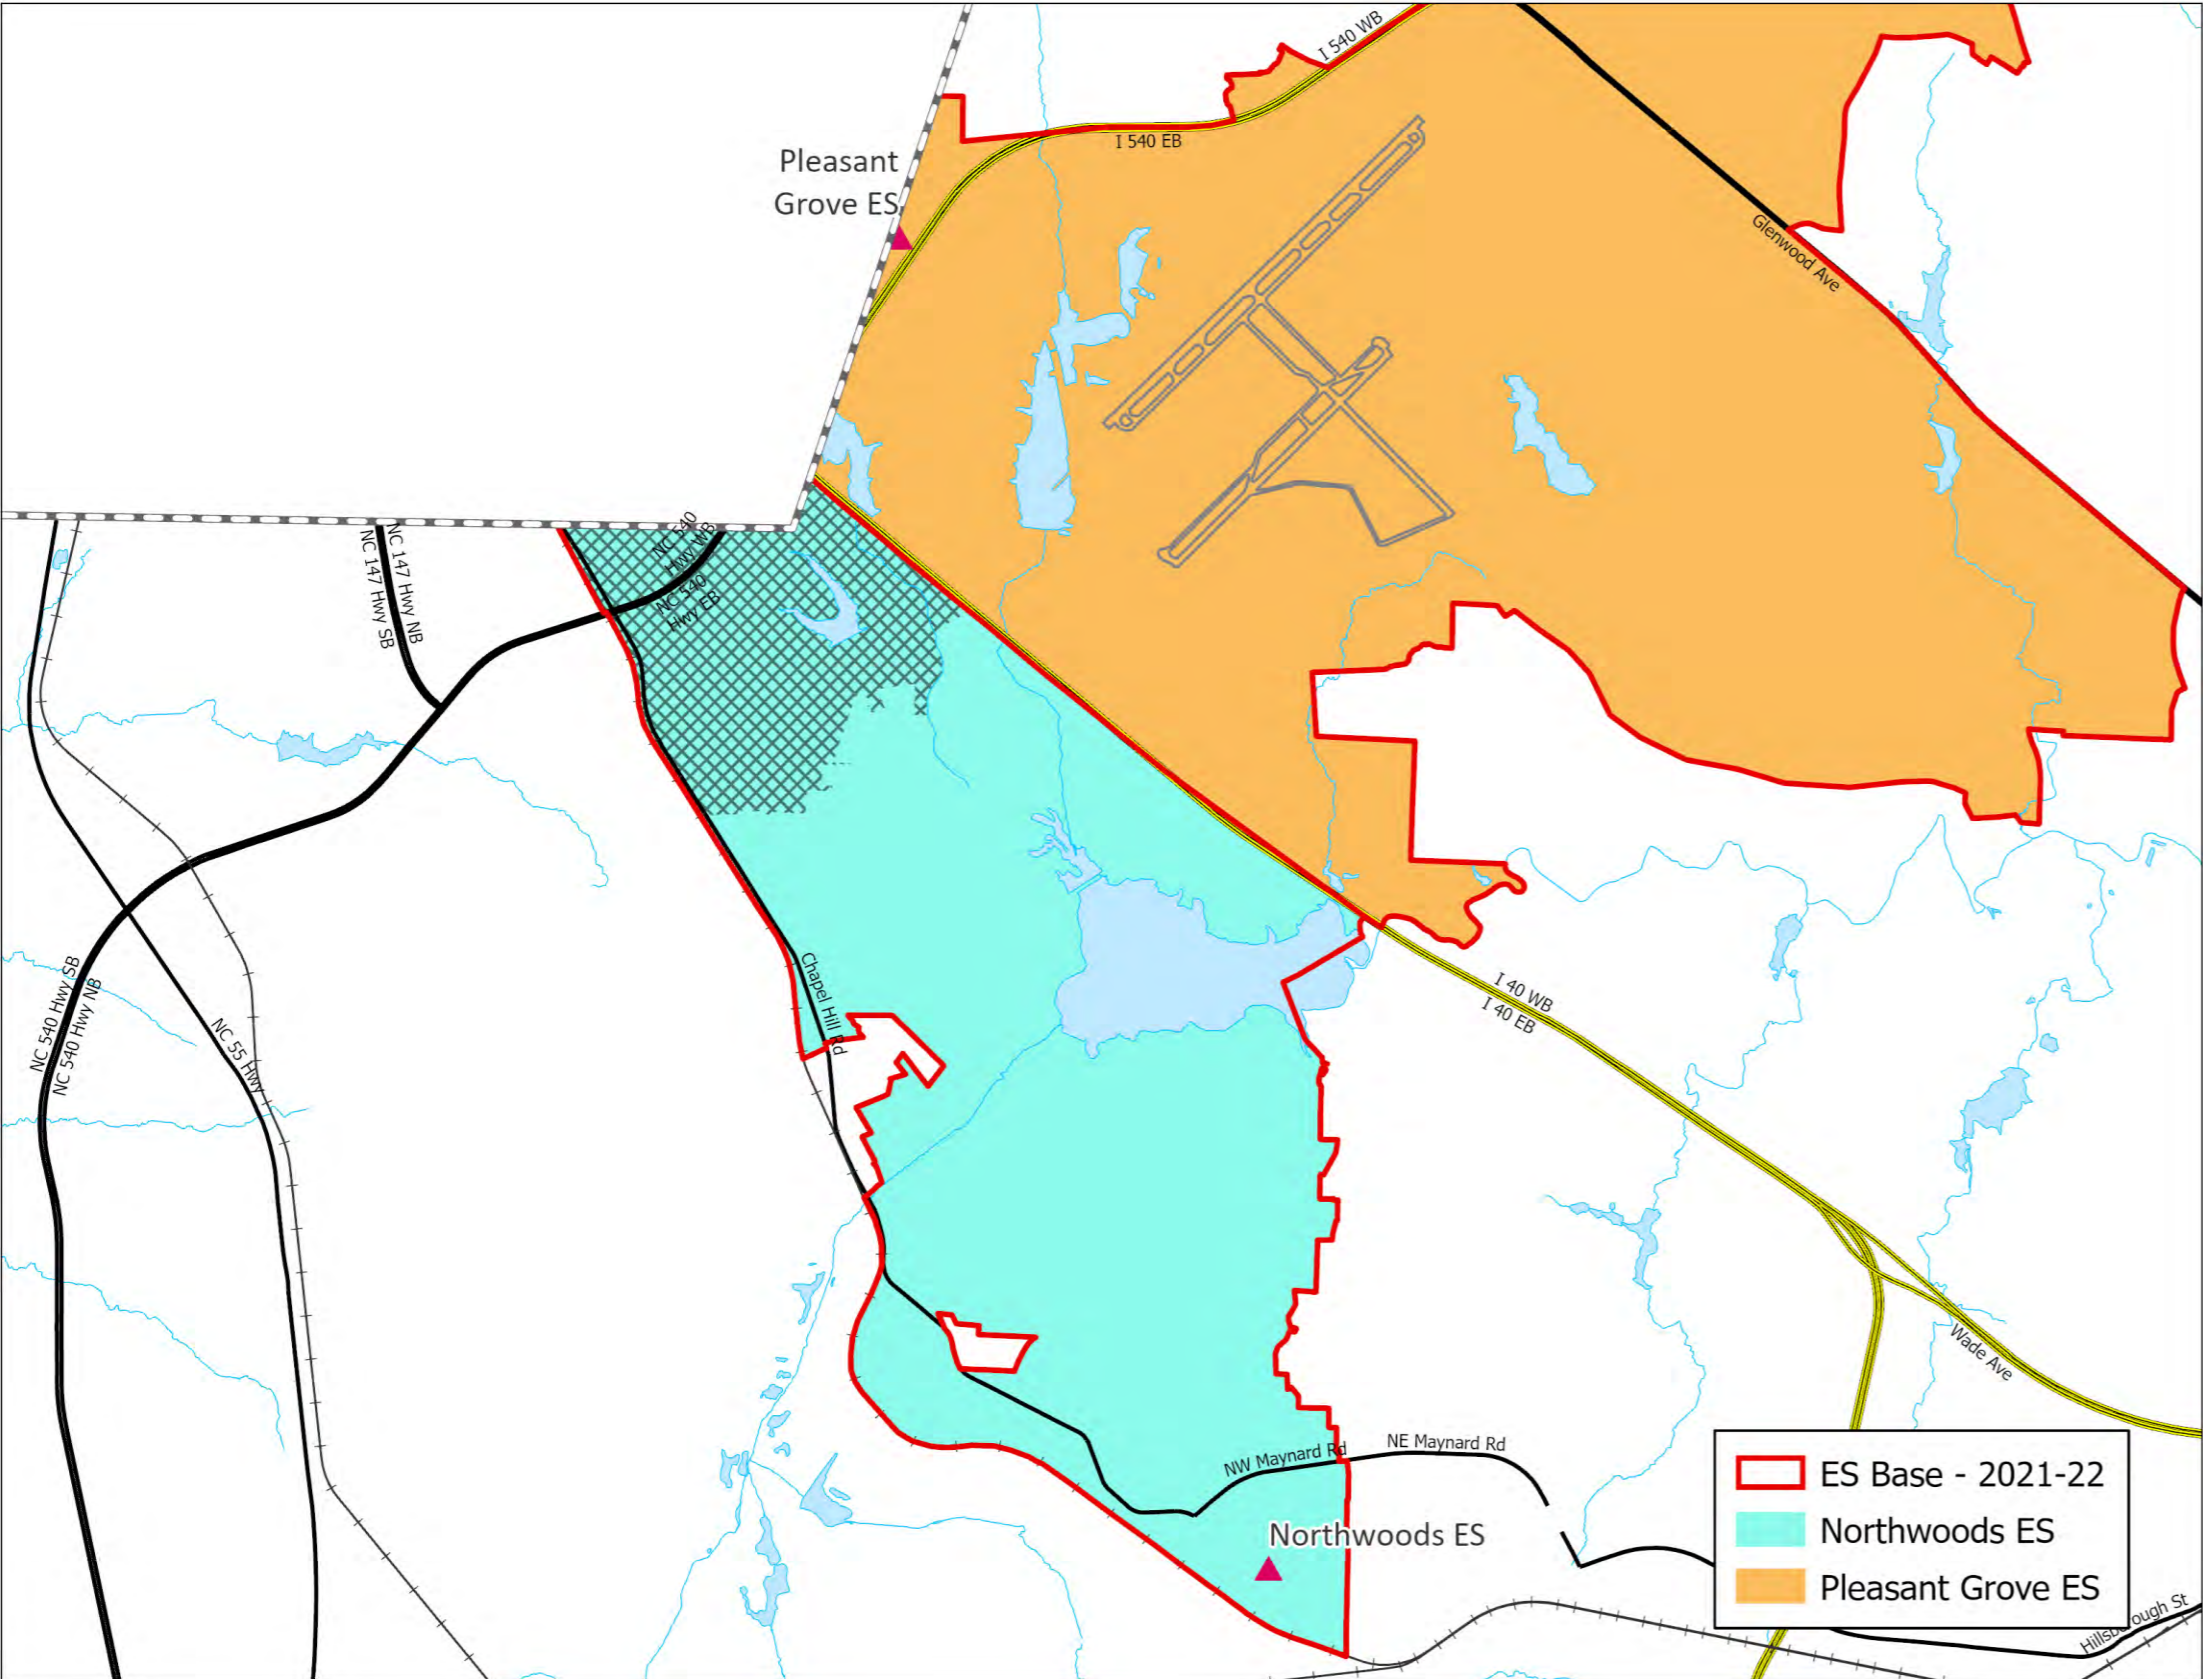 I 540 WB
I 540 EB
Pleasant
Grove ES
Glenwood Ave
NC 540
Hwy WB
NC 540
Hwy EB
NC 147 Hwy NB
NC 147 Hwy SB
Chapel Hill Rd
NC 540 Hwy SB
NC 540 Hwy NB
NC 55 Hwy
I 40 WB
I 40 EB
Wade Ave
NW Maynard Rd
NE Maynard Rd
Northwoods ES
ES Base - 2021-22
Northwoods ES
Pleasant Grove ES
Hillsborough St